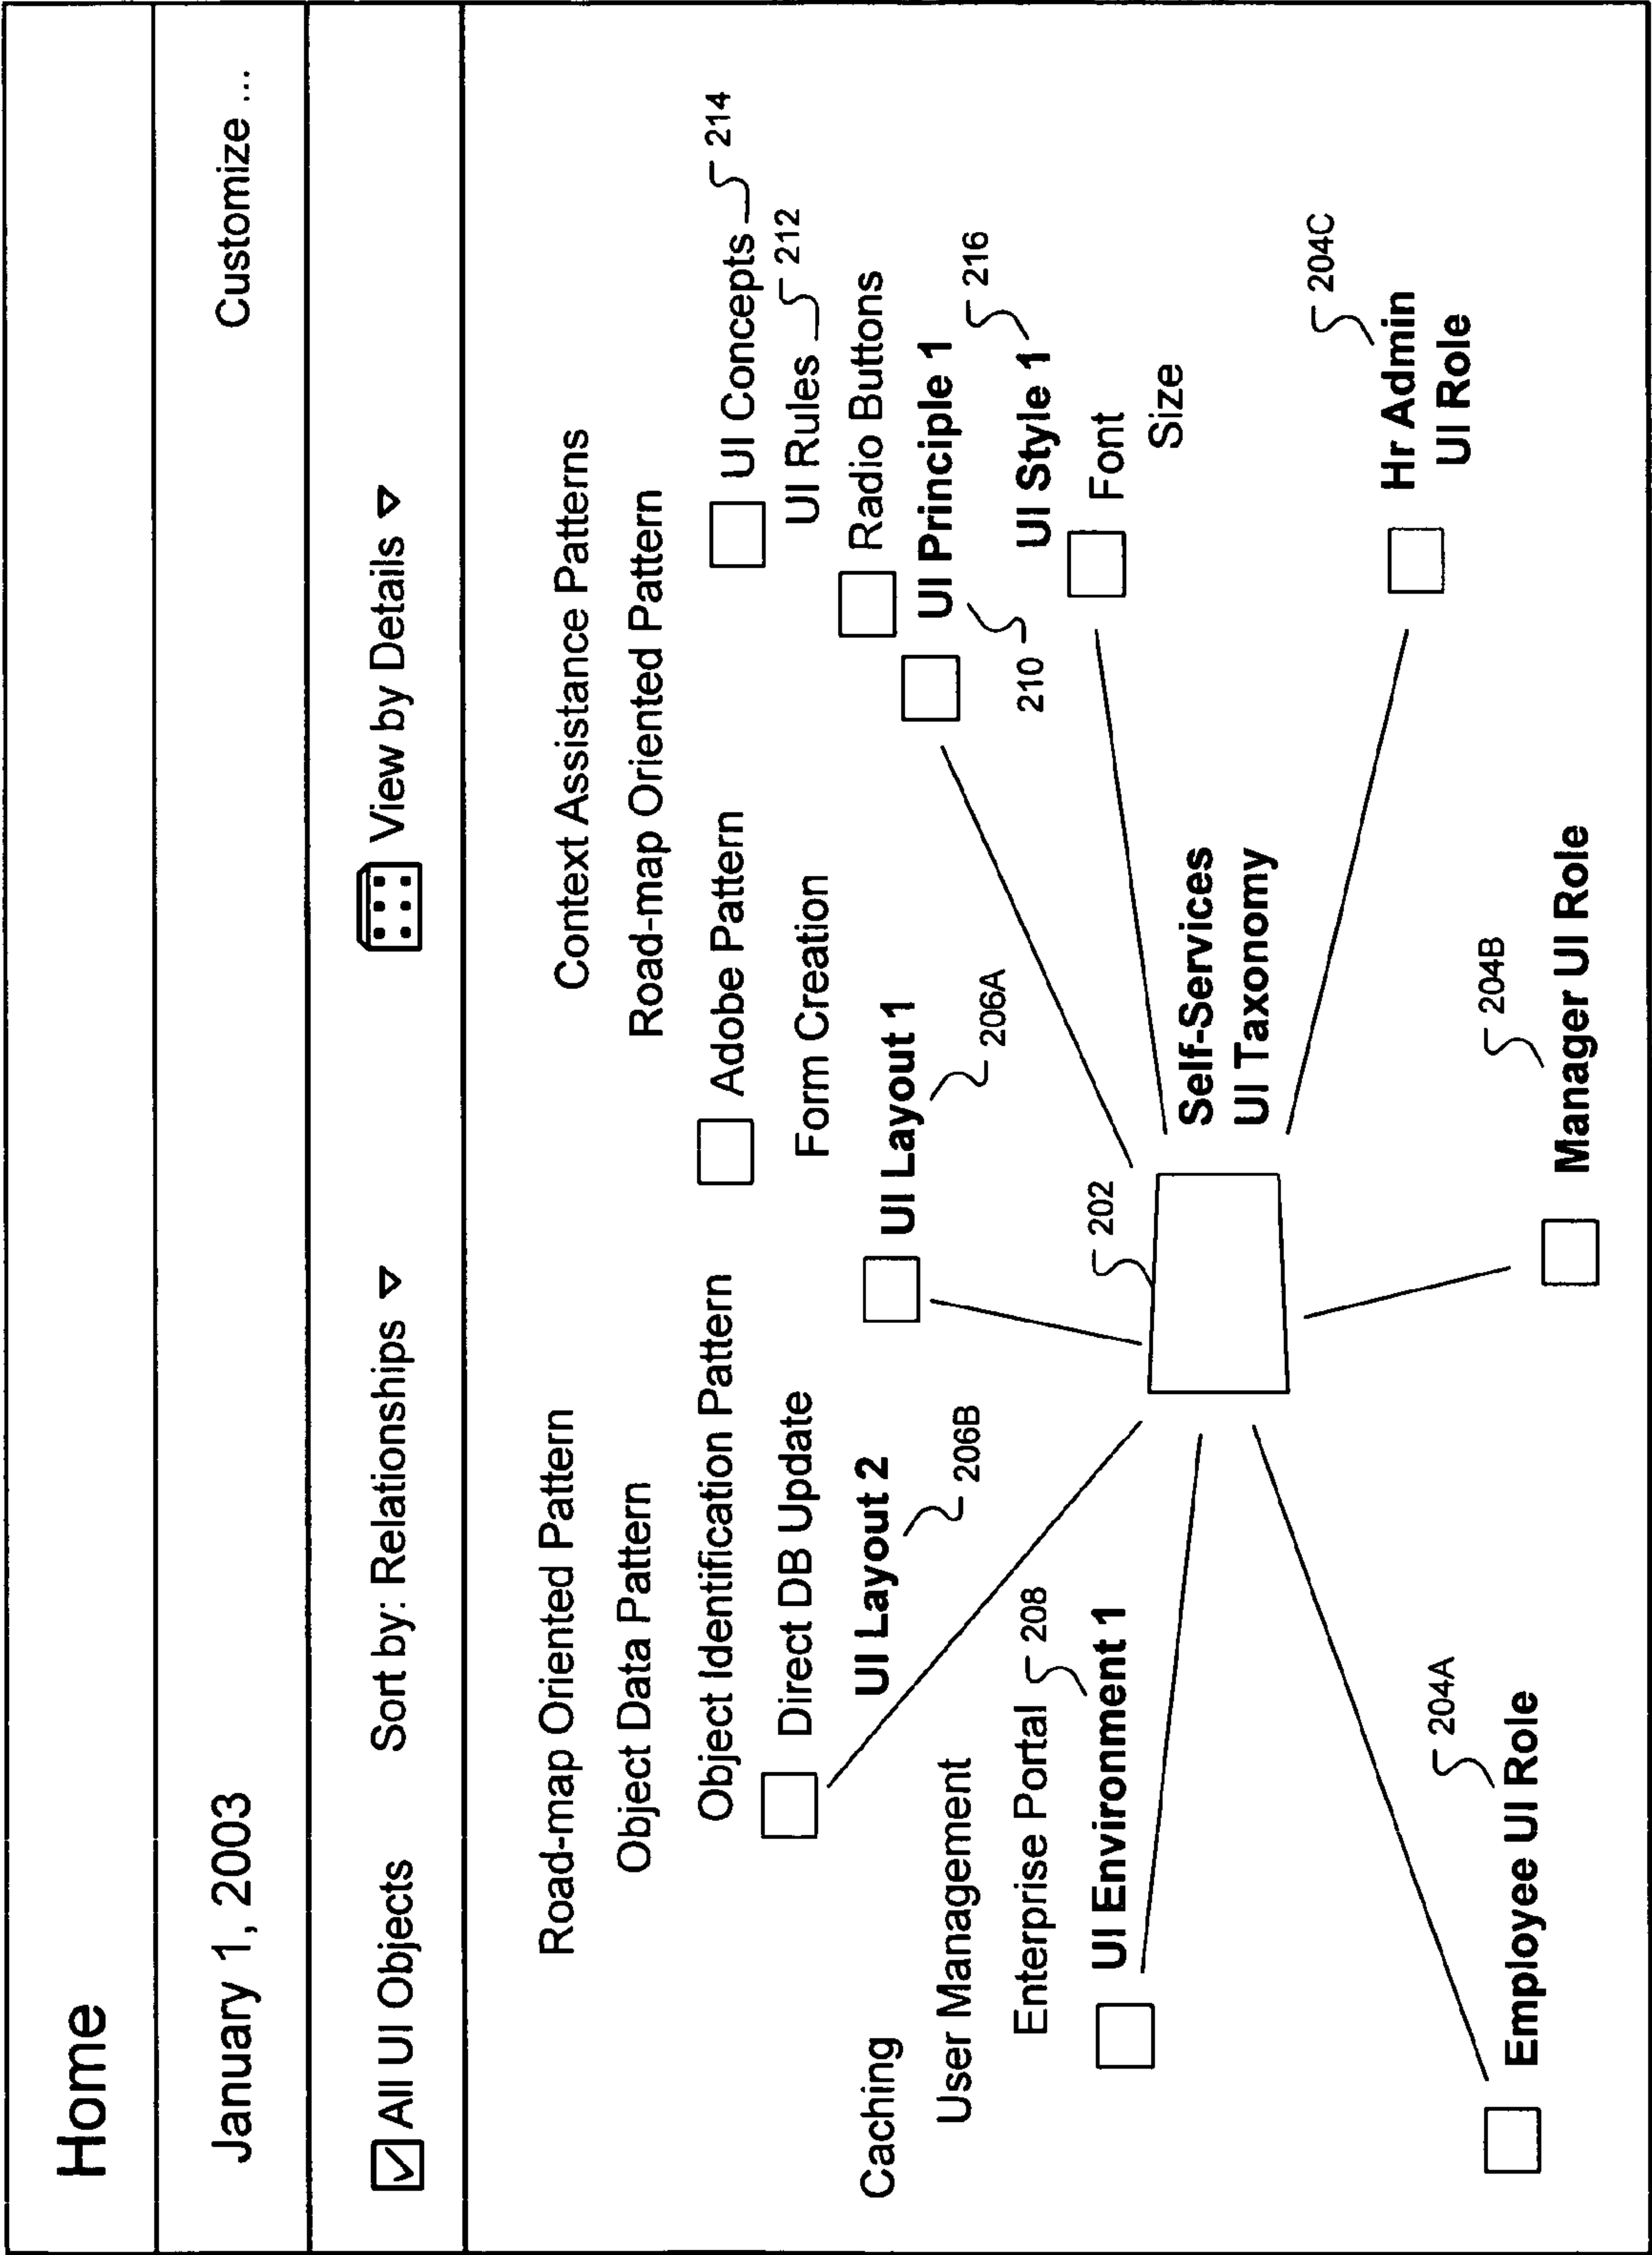 Home
January 1, 2003
Customize ...
All UI Objects
Sort by: Relationships
View by Details
Road-map Oriented Pattern
Object Data Pattern
Object Identification Pattern
Direct DB Update
UI Layout 2
206B
Context Assistance Patterns
Road-map Oriented Pattern
Adobe Pattern
Form Creation
UI Layout 1
206A
UI Concepts
214
UI Rules
212
Radio Buttons
UI Principle 1
210
216
UI Style 1
Font
Size
Caching
User Management
Enterprise Portal
208
UI Environment 1
202
Self-Services
UI Taxonomy
204C
Hr Admin
UI Role
204A
Employee UI Role
204B
Manager UI Role